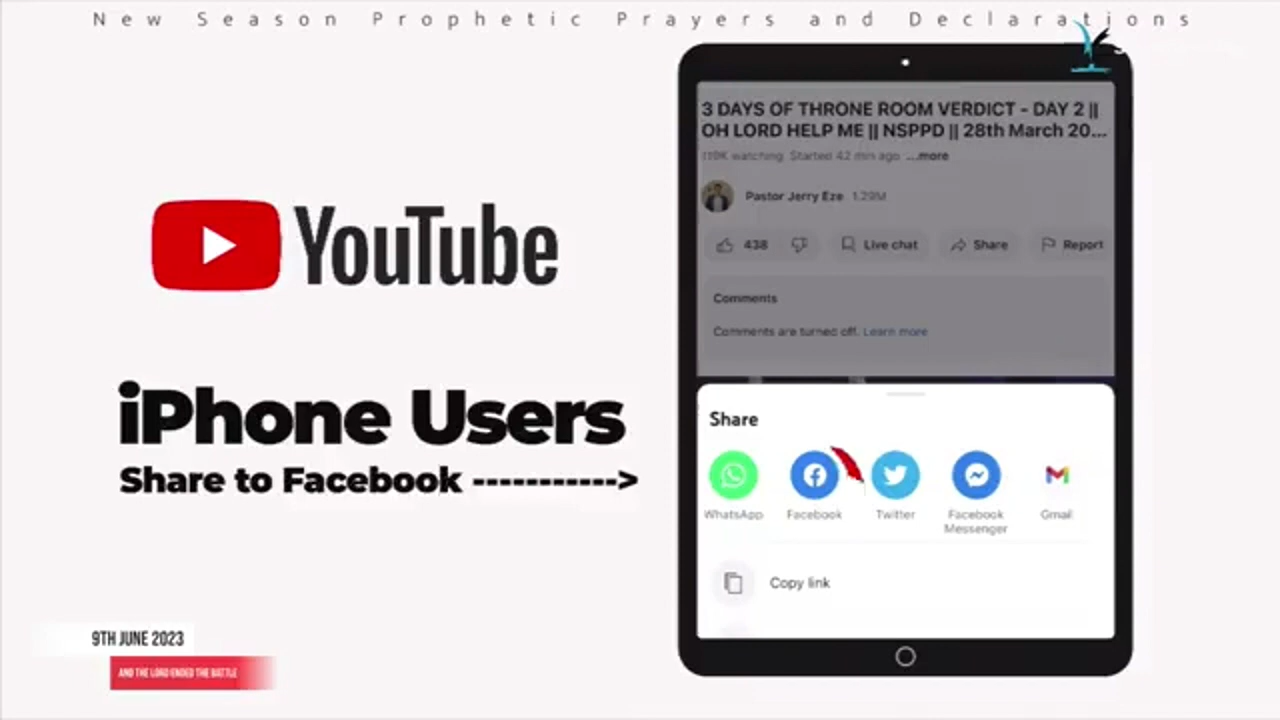 New Season Prophetic Prayers and Declarations
YouTube
iPhone Users
Share to Facebook ----------->
9TH JUNE 2023
AND THE LORD ENDED THE BATTLE
3 DAYS OF THRONE ROOM VERDICT - DAY 2 ||
OH LORD HELP ME || NSPPD || 28th March 20...
119K watching Started 42 min ago ...more
Pastor Jerry Eze 1.29M
438 Live chat Share Report
Comments
Comments are turned off. Learn more
Share
WhatsApp Facebook Twitter Facebook Messenger Gmail
Copy link